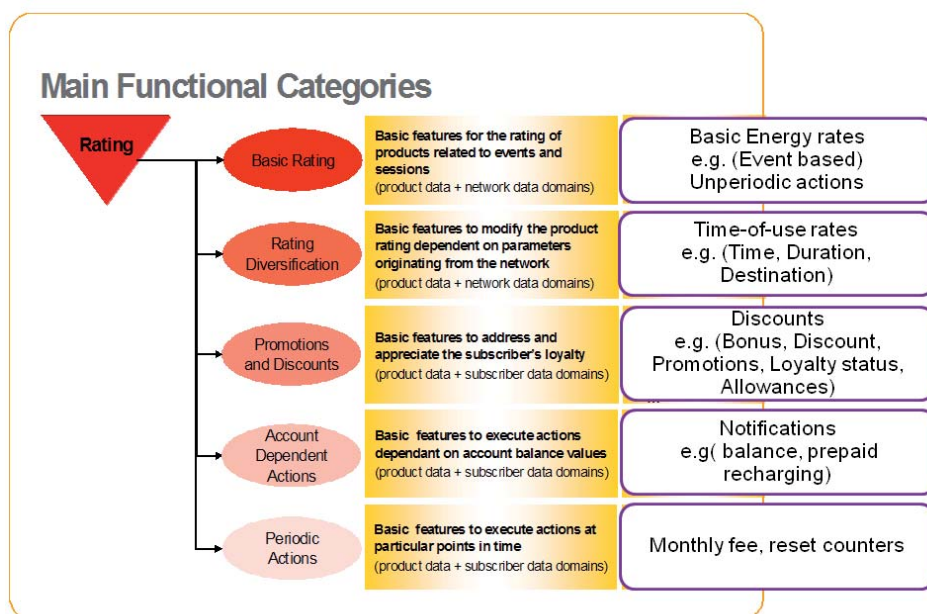 Main Functional Categories
Rating
Basic Rating
Basic features for the rating of
products related to events and
sessions
(product data + network data domains)
Basic Energy rates
e.g. (Event based)
Unperiodic actions
Rating
Diversification
Basic features to modify the product
rating dependent on parameters
originating from the network
(product data + network data domains)
Time-of-use rates
e.g. (Time, Duration,
Destination)
Promotions
and Discounts
Basic features to address and
appreciate the subscriber's loyalty
(product data + subscriber data domains)
Discounts
e.g. (Bonus, Discount,
Promotions, Loyalty status,
Allowances)
...
Account
Dependent
Actions
Basic features to execute actions
dependant on account balance values
(product data + subscriber data domains)
Notifications
e.g( balance, prepaid
recharging)
Periodic
Actions
Basic features to execute actions at
particular points in time
(product data + subscriber data domains)
Monthly fee, reset counters